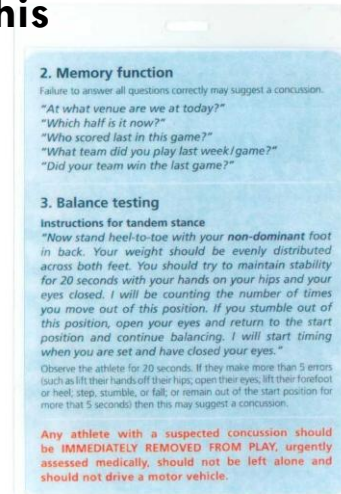 his
2. Memory function
Failure to answer all questions correctly may suggest a concussion.
"At what venue are we at today?"
"Which half is it now?"
"Who scored last in this game?"
"What team did you play last week/game?"
"Did your team win the last game?"
3. Balance testing
Instructions for tandem stance
"Now stand heel-to-toe with your non-dominant foot
in back. Your weight should be evenly distributed
across both feet. You should try to maintain stability
for 20 seconds with your hands on your hips and your
eyes closed. I will be counting the number of times
you move out of this position. If you stumble out of
this position, open your eyes and return to the start
position and continue balancing. I will start timing
when you are set and have closed your eyes."
Observe the athlete for 20 seconds. If they make more than 5 errors
(such as lift their hands off their hips; open their eyes; lift their forefoot
or heel; step, stumble, or fall; or remain out of the start position for
more that 5 seconds) then this may suggest a concussion.
Any athlete with a suspected concussion should
be IMMEDIATELY REMOVED FROM PLAY, urgently
assessed medically, should not be left alone and
should not drive a motor vehicle.